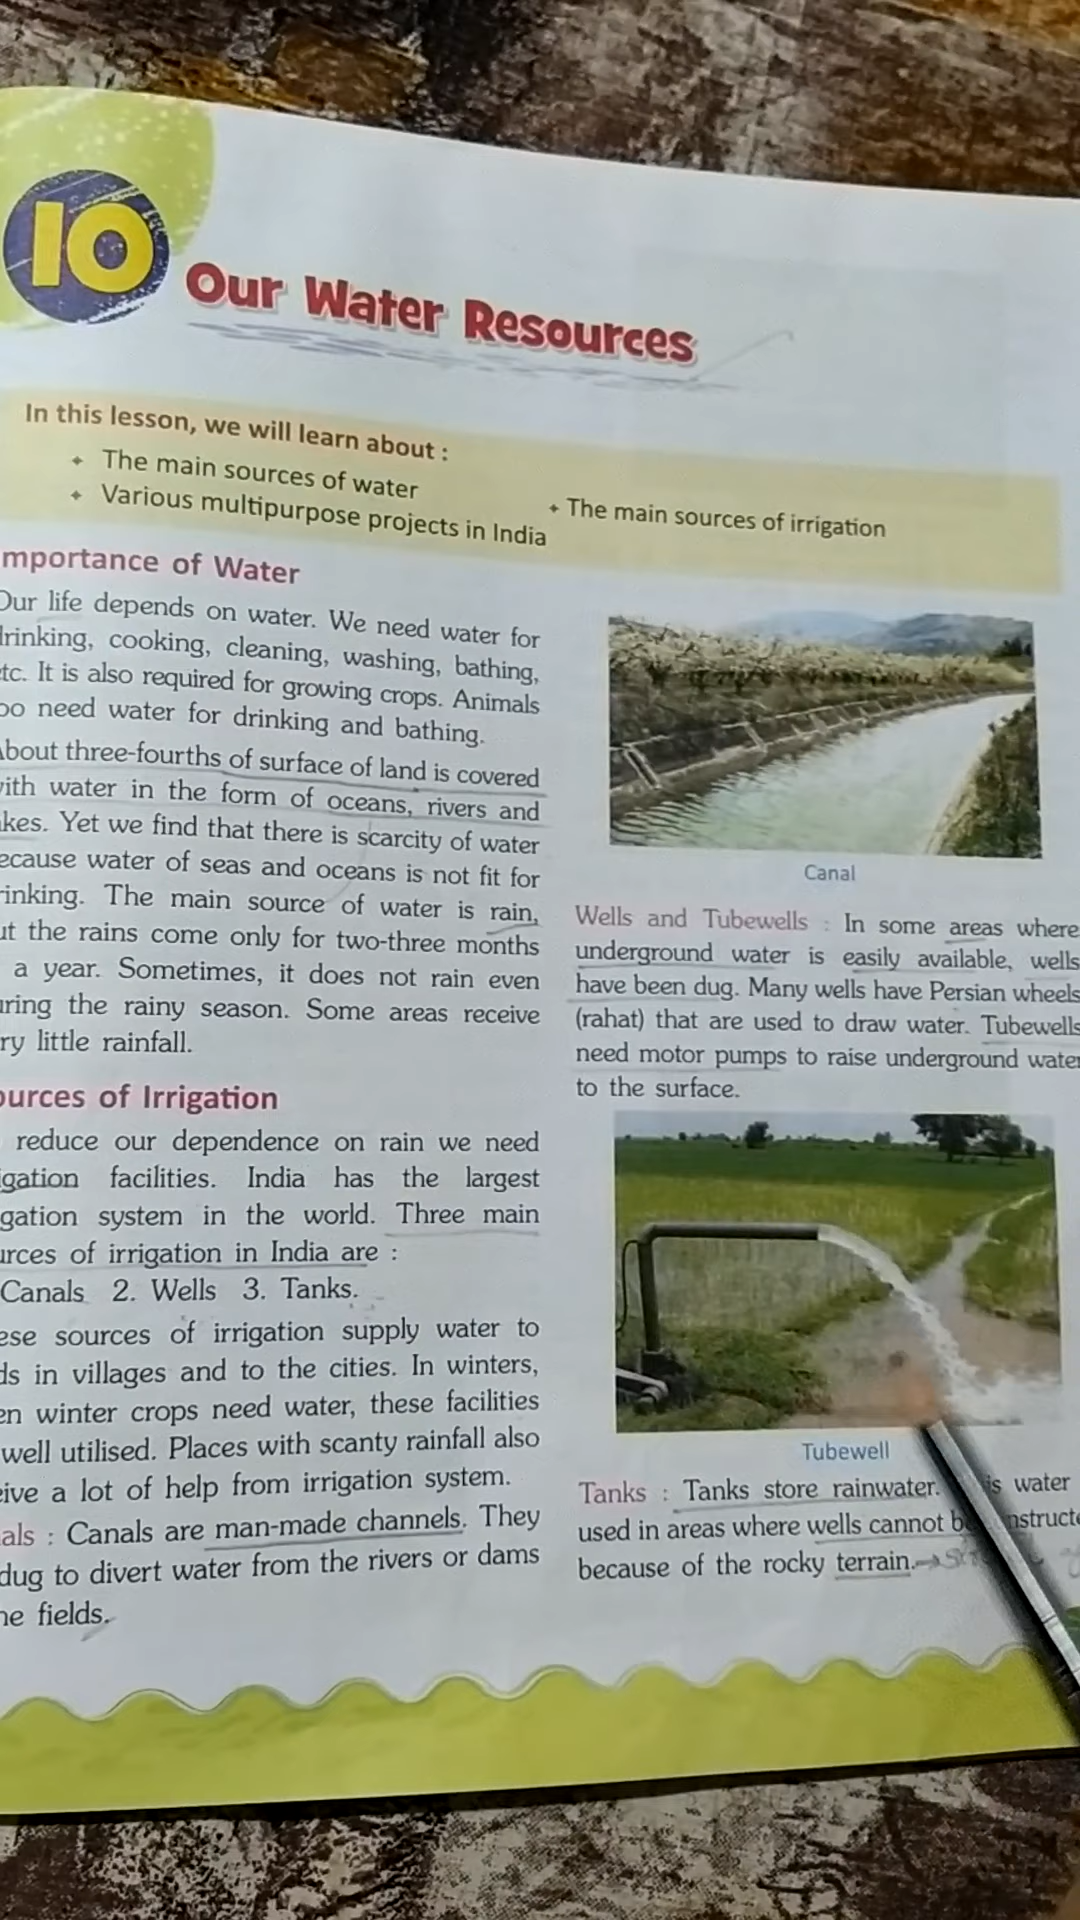 10
Our Water Resources
In this lesson, we will learn about :
The main sources of water
Various multipurpose projects in India
The main sources of irrigation
mportance of Water
Our life depends on water. We need water for
drinking, cooking, cleaning, washing, bathing,
etc. It is also required for growing crops. Animals
oo need water for drinking and bathing.
About three-fourths of surface of land is covered
with water in the form of oceans, rivers and
akes. Yet we find that there is scarcity of water
ecause water of seas and oceans is not fit for
rinking. The main source of water is rain,
ut the rains come only for two-three months
a year. Sometimes, it does not rain even
uring the rainy season. Some areas receive
ry little rainfall.
ources of Irrigation
reduce our dependence on rain we need
igation facilities. India has the largest
gation system in the world. Three main
urces of irrigation in India are :
Canals 2. Wells 3. Tanks.
ese sources of irrigation supply water to
ds in villages and to the cities. In winters,
en winter crops need water, these facilities
well utilised. Places with scanty rainfall also
eive a lot of help from irrigation system.
als : Canals are man-made channels. They
dug to divert water from the rivers or dams
he fields.
Canal
Wells and Tubewells : In some areas where
underground water is easily available, wells
have been dug. Many wells have Persian wheels
(rahat) that are used to draw water. Tubewells
need motor pumps to raise underground water
to the surface.
Tubewell
Tanks : Tanks store rainwater. is water
used in areas where wells cannot b nstructe
because of the rocky terrain.